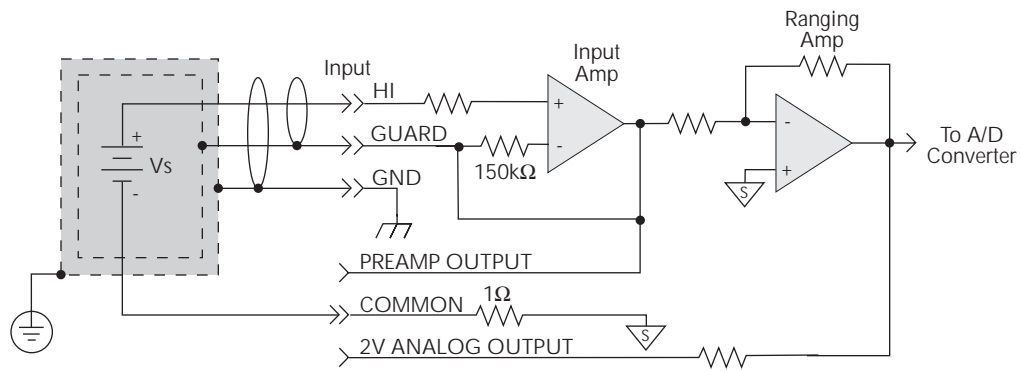 Ranging
Amp
Input
Amp
Input
HI
+
-
+
Vs
-
GUARD
150kΩ
-
+
S
To A/D
Converter
GND
PREAMP OUTPUT
COMMON
1Ω
S
2V ANALOG OUTPUT